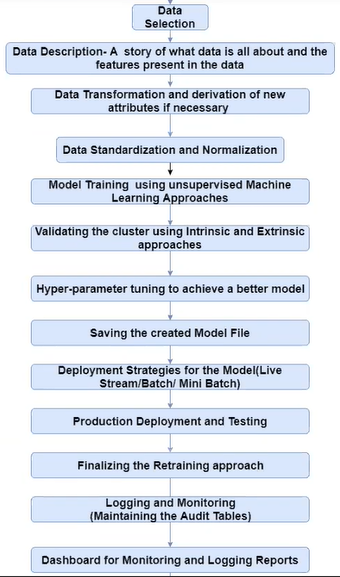 Data
Selection
Data Description- A story of what data is all about and the
features present in the data
Data Transformation and derivation of new
attributes if necessary
Data Standardization and Normalization
Model Training using unsupervised Machine
Learning Approaches
Validating the cluster using Intrinsic and Extrinsic
approaches
Hyper-parameter tuning to achieve a better model
Saving the created Model File
Deployment Strategies for the Model(Live
Stream/Batch/ Mini Batch)
Production Deployment and Testing
Finalizing the Retraining approach
Logging and Monitoring
(Maintaining the Audit Tables)
Dashboard for Monitoring and Logging Reports